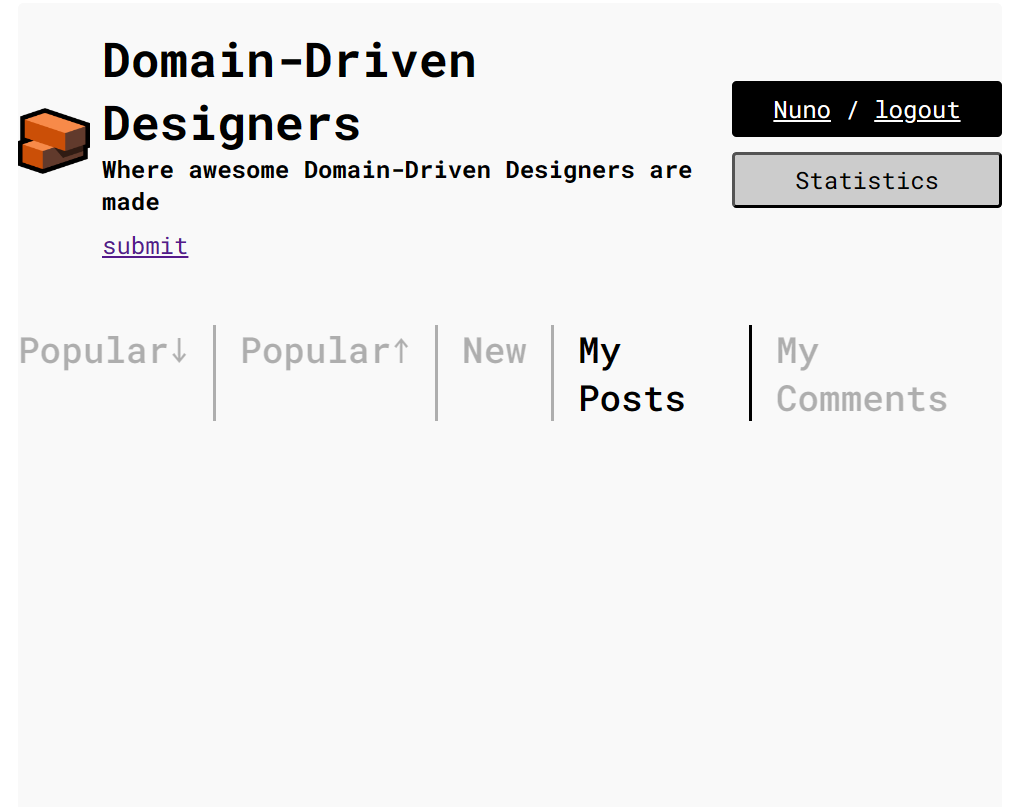 Domain-Driven
Designers
Where awesome Domain-Driven Designers are
made
submit
Nuno / logout
Statistics
Popular↓
Popular↑
New
My
Posts
My
Comments